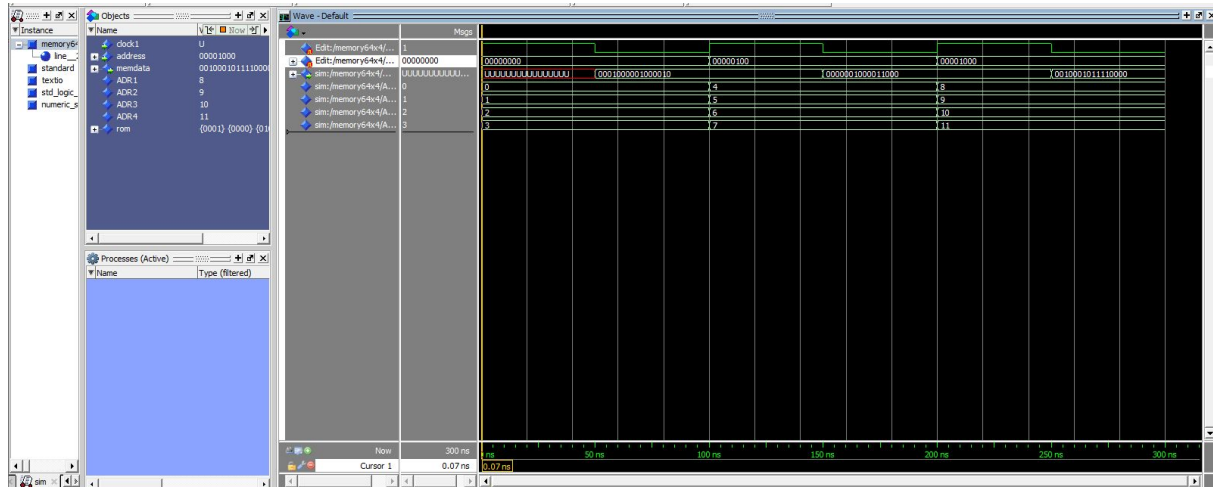 Instance
memory6
line__
standard
textio
std_logic_
numeric_s
sim
Objects
Name
Now
clock1 U
address 00001000
memdata 001000101111000
ADR1 8
ADR2 9
ADR3 10
ADR4 11
rom {0001} {0000} {01
Processes (Active)
Name Type (filtered)
Wave - Default
Msgs
Edit:/memory64x4/... 1
Edit:/memory64x4/... 00000000 00000000 00000100 00001000
sim:/memory64x4/... UUUUUUUUUUU... UUUUUUUUUUUUUUUU 0001000001000010 0000001000011000 0010001011110000
sim:/memory64x4/A... 0 0 4 8
sim:/memory64x4/A... 1 1 5 9
sim:/memory64x4/A... 2 2 6 10
sim:/memory64x4/A... 3 3 7 11
Now 300 ns ns 50 ns 100 ns 150 ns 200 ns 250 ns 300 ns
Cursor 1 0.07 ns 0.07 ns